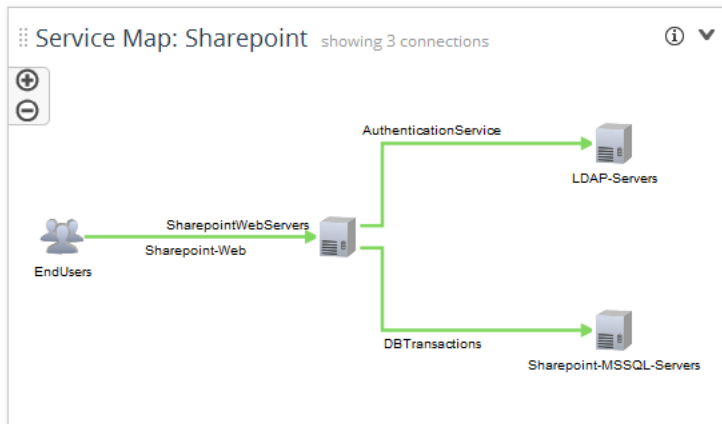 Service Map: Sharepoint showing 3 connections
AuthenticationService
LDAP-Servers
SharepointWebServers
Sharepoint-Web
EndUsers
DBTransactions
Sharepoint-MSSQL-Servers